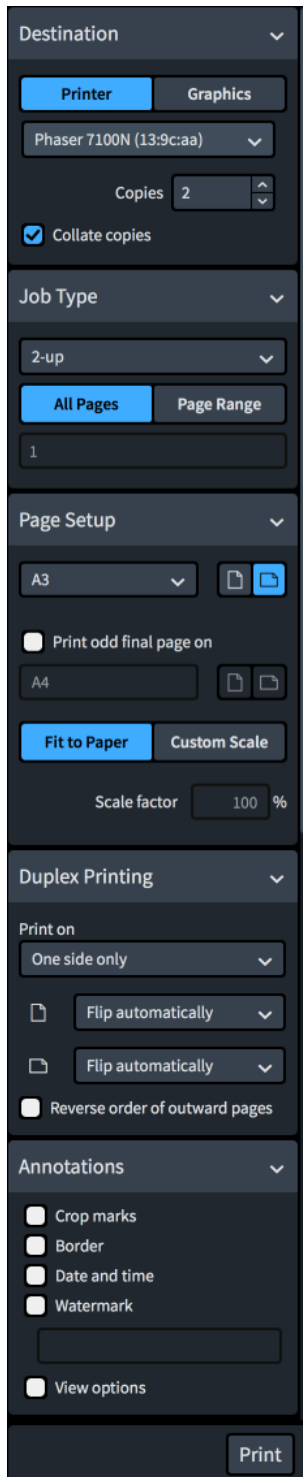 Destination
Printer Graphics
Phaser 7100N (13:9c:aa)
Copies 2
Collate copies
Job Type
2-up
All Pages Page Range
1
Page Setup
A3
Print odd final page on
A4
Fit to Paper Custom Scale
Scale factor 100 %
Duplex Printing
Print on
One side only
Flip automatically
Flip automatically
Reverse order of outward pages
Annotations
Crop marks
Border
Date and time
Watermark
View options
Print